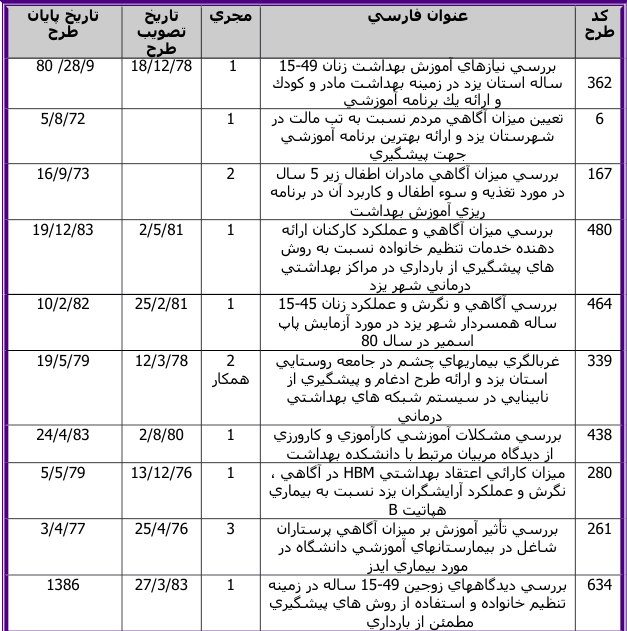 كد طرح
عنوان فارسي
مجري
تاريخ تصويب طرح
تاريخ پايان طرح
362
بررسي نيازهاي آموزش بهداشت زنان 49-15
ساله استان يزد در زمينه بهداشت مادر و كودك
و ارائه يك برنامه آموزشي
1
18/12/78
28/9/ 80
6
تعيين ميزان آگاهي مردم نسبت به تب مالت در
شهرستان يزد و ارائه بهترين برنامه آموزشي
جهت پيشگيري
1
5/8/72
167
بررسي ميزان آگاهي مادران اطفال زير 5 سال
در مورد تغذيه و سوء اطفال و كاربرد آن در برنامه
ريزي آموزش بهداشت
2
16/9/73
480
بررسي ميزان آگاهي و عملكرد كاركنان ارائه
دهنده خدمات تنظيم خانواده نسبت به روش
هاي پيشگيري از بارداري در مراكز بهداشتي
درماني شهر يزد
1
2/5/81
19/12/83
464
بررسي آگاهي و نگرش و عملكرد زنان 45-15
ساله همسردار شهر يزد در مورد آزمايش پاپ
اسمير در سال 80
1
25/2/81
10/2/82
339
غربالگري بيماريهاي چشم در جامعه روستايي
استان يزد و ارائه طرح ادغام و پيشگيري از
نابينايي در سيستم شبكه هاي بهداشتي
درماني
2
همكار
12/3/78
19/5/79
438
بررسي مشكلات آموزشي كارآموزي و كارورزي
از ديدگاه مربيان مرتبط با دانشكده بهداشت
1
2/8/80
24/4/83
280
ميزان كارائي اعتقاد بهداشتي HBM در آگاهي ،
نگرش و عملكرد آرايشگران يزد نسبت به بيماري
هپاتيت B
1
13/12/76
5/5/79
261
بررسي تأثير آموزش بر ميزان آگاهي پرستاران
شاغل در بيمارستانهاي آموزشي دانشگاه در
مورد بيماري ايدز
3
25/4/76
3/4/77
634
بررسي ديدگاههاي زوجين 49-15 ساله در زمينه
تنظيم خانواده و استفاده از روش هاي پيشگيري
مطمئن از بارداري
1
27/3/83
1386